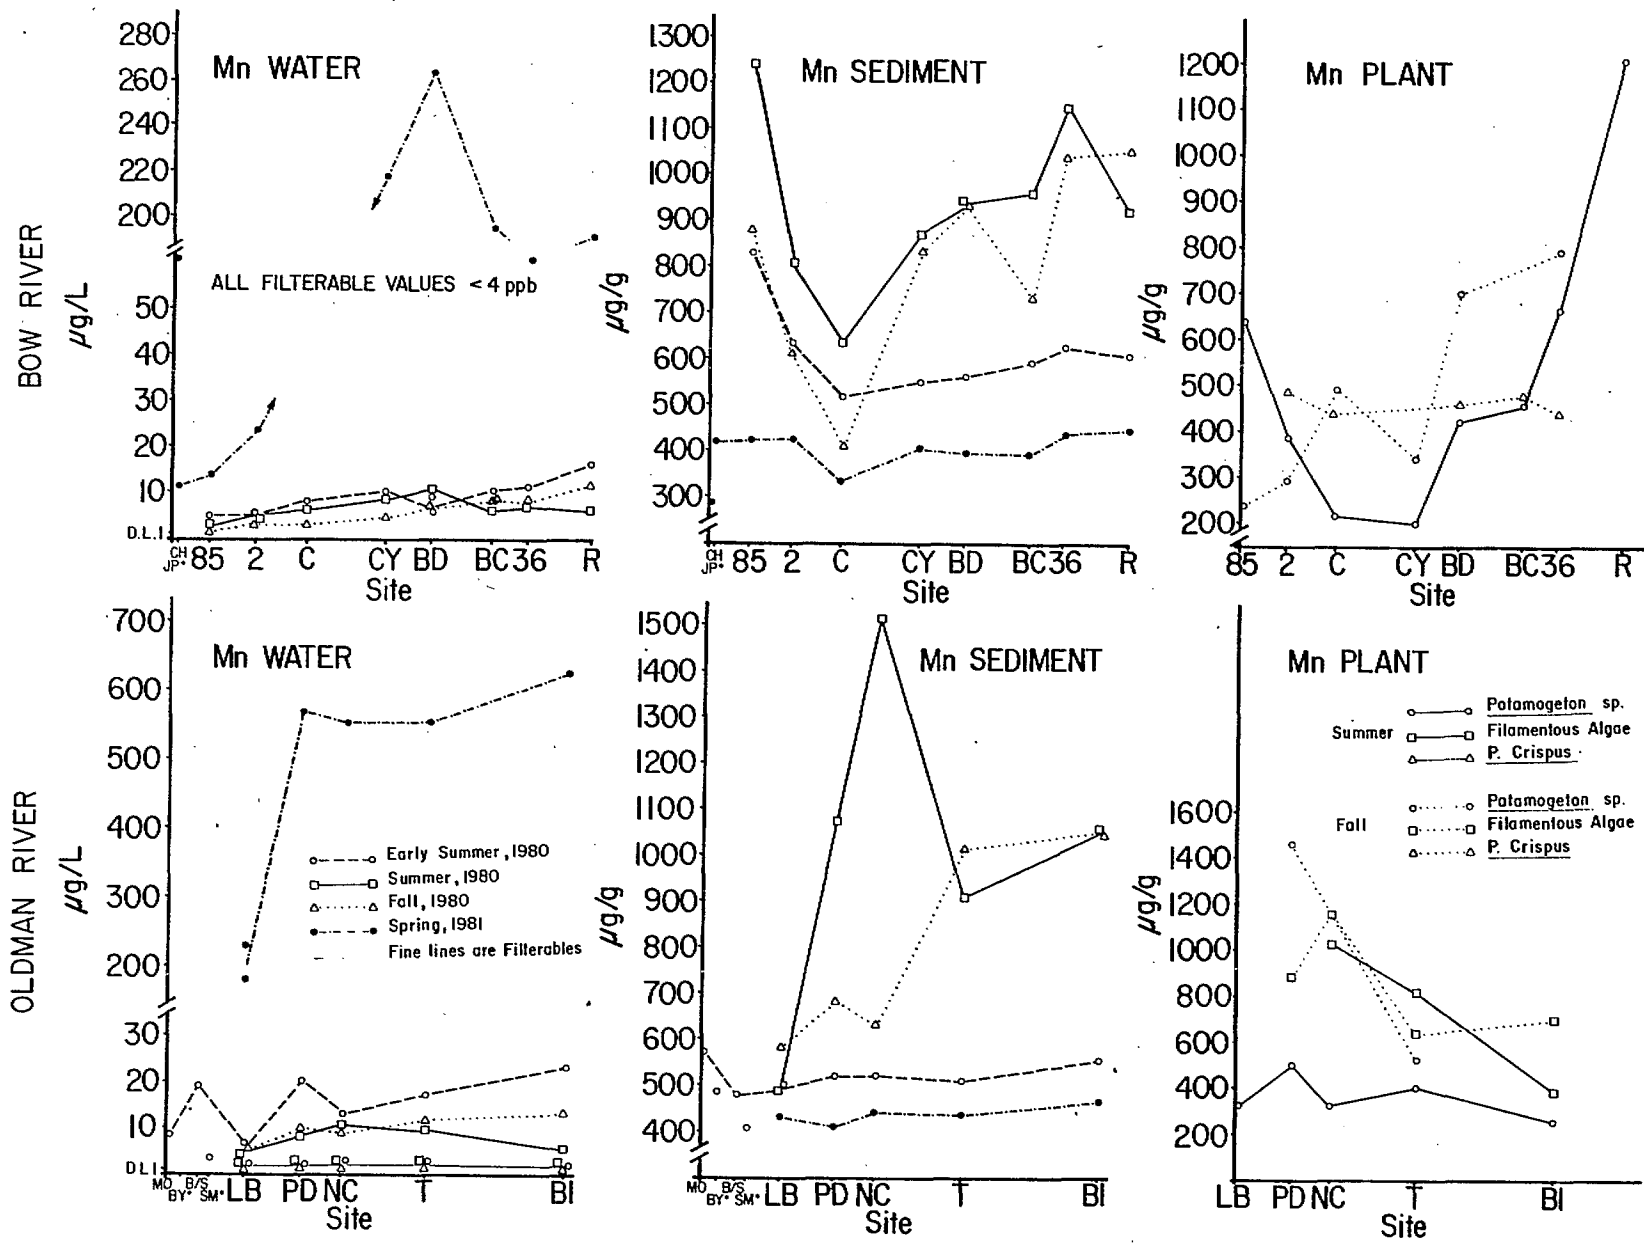 BOW RIVER
Mn WATER
µg/L
280
260
240
220
200
50
40
30
20
10
D.L.1
ALL FILTERABLE VALUES < 4 ppb
CH
JP• 85 2 C CY BD BC 36 R
Site
Mn SEDIMENT
µg/g
1300
1200
1100
1000
900
800
700
600
500
400
300
CH
JP• 85 2 C CY BD BC 36 R
Site
Mn PLANT
µg/g
1200
1100
1000
900
800
700
600
500
400
300
200
85 2 C CY BD BC 36 R
Site
OLDMAN RIVER
Mn WATER
µg/L
700
600
500
400
300
200
30
20
10
D.L.1
Early Summer, 1980
Summer, 1980
Fall, 1980
Spring, 1981
Fine lines are Filterables
MO B/S
BY• SM• LB PD NC T BI
Site
Mn SEDIMENT
µg/g
1500
1400
1300
1200
1100
1000
900
800
700
600
500
400
MO B/S
BY• SM• LB PD NC T BI
Site
Mn PLANT
Summer
Potamogeton sp.
Filamentous Algae
P. Crispus
Fall
Potamogeton sp.
Filamentous Algae
P. Crispus
µg/g
1600
1400
1200
1000
800
600
400
200
LB PD NC T BI
Site